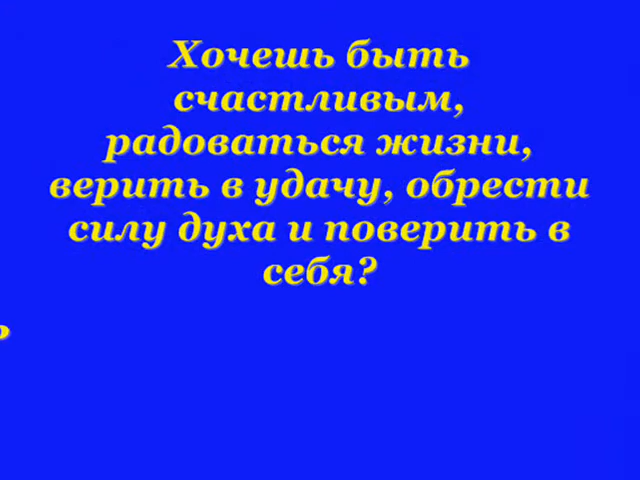 Хочешь быть
счастливым,
радоваться жизни,
верить в удачу, обрести
силу духа и поверить в
себя?
ь